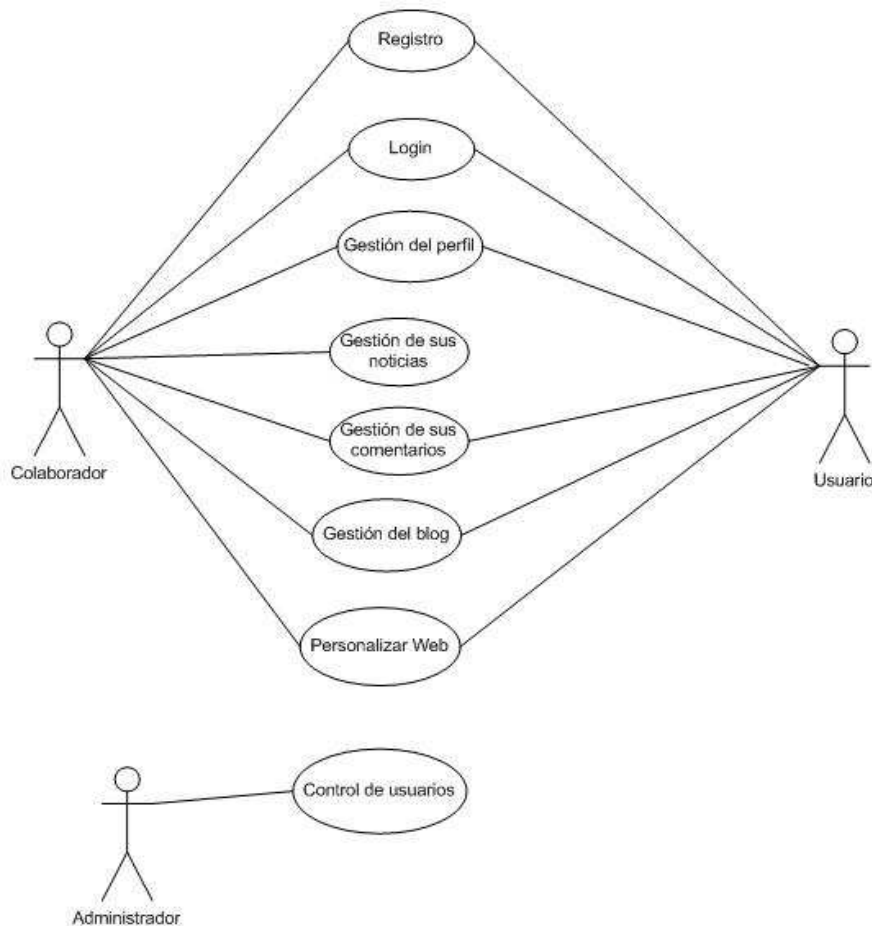 Registro
Login
Gestión del perfil
Gestión de sus
noticias
Gestión de sus
comentarios
Colaborador
Usuario
Gestión del blog
Personalizar Web
Control de usuarios
Administrador